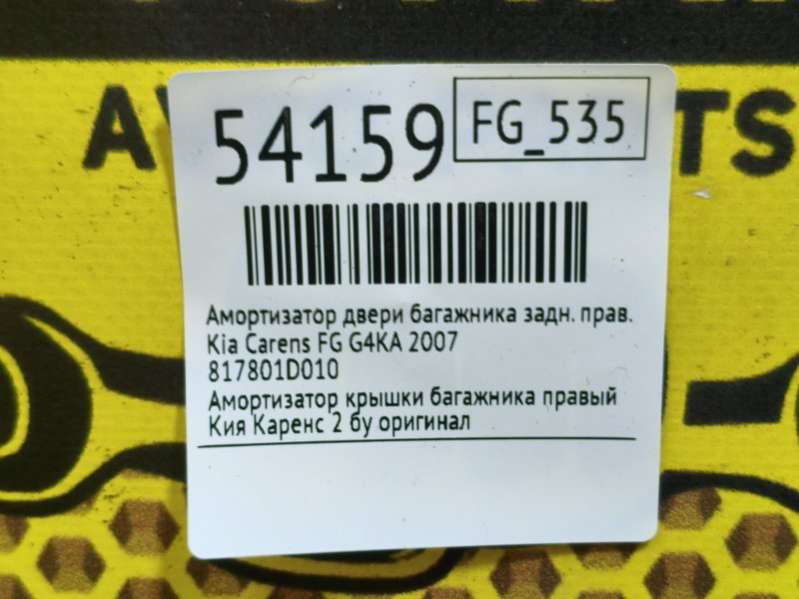 54159
FG_535
Амортизатор двери багажника задн. прав.
Kia Carens FG G4KA 2007
817801D010
Амортизатор крышки багажника правый
Кия Каренс 2 бу оригинал